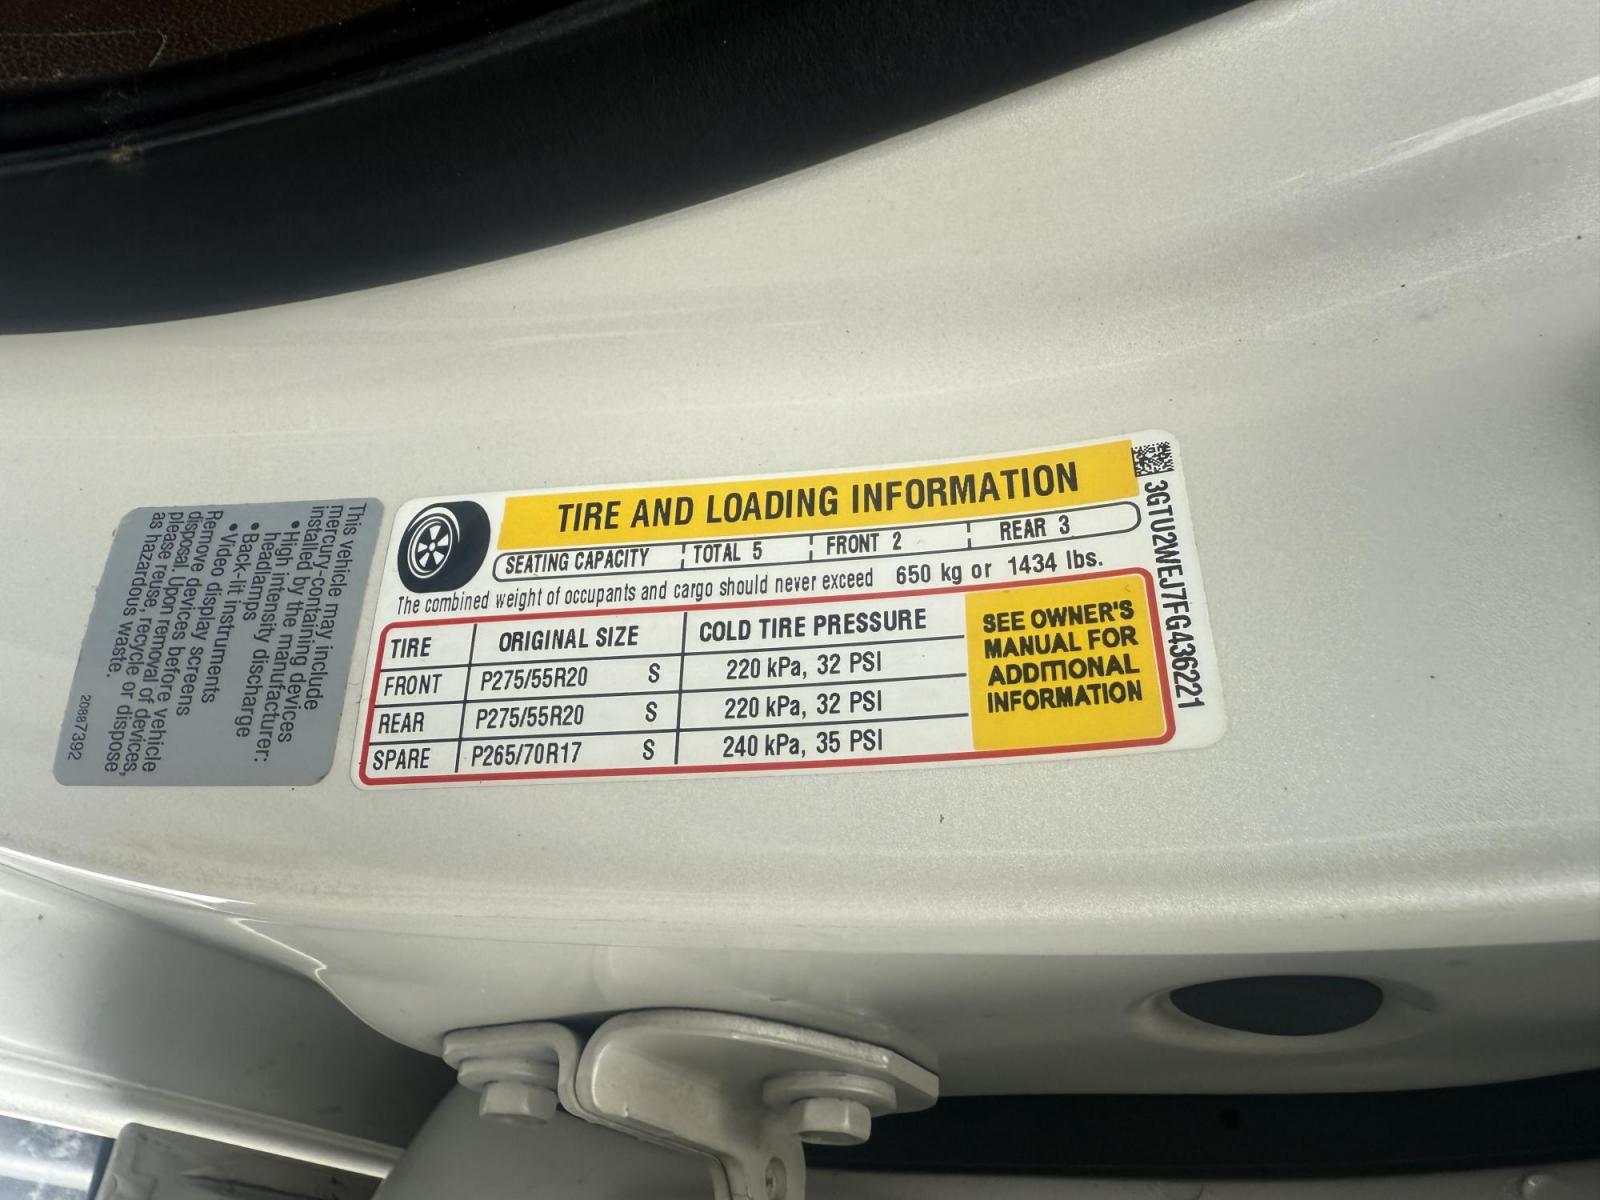 This vehicle may include
mercury-containing devices
installed by the manufacturer:
• High intensity discharge
headlamps
• Back-lit instruments
• Video display screens
Remove devices before vehicle
disposal. Upon removal of devices,
please reuse, recycle or dispose
as hazardous waste.
20887392
TIRE AND LOADING INFORMATION
SEATING CAPACITY TOTAL 5 FRONT 2 REAR 3
The combined weight of occupants and cargo should never exceed 650 kg or 1434 lbs.
TIRE ORIGINAL SIZE COLD TIRE PRESSURE
FRONT P275/55R20 S 220 kPa, 32 PSI
REAR P275/55R20 S 220 kPa, 32 PSI
SPARE P265/70R17 S 240 kPa, 35 PSI
SEE OWNER'S
MANUAL FOR
ADDITIONAL
INFORMATION
3GTU2WEJ7FG436221